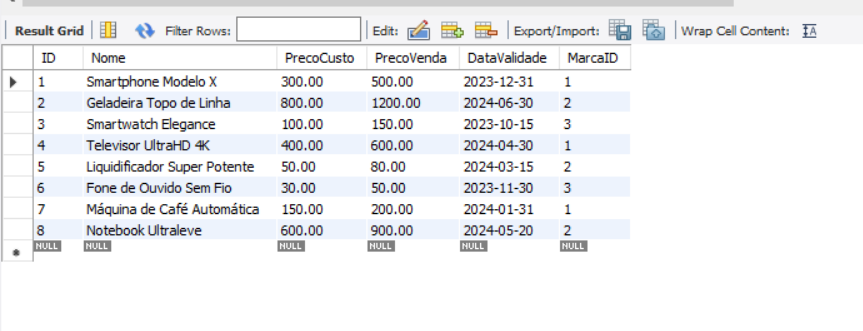 Result Grid Filter Rows: Edit: Export/Import: Wrap Cell Content: IA
ID Nome PrecoCusto PrecoVenda DataValidade MarcaID
1 Smartphone Modelo X 300.00 500.00 2023-12-31 1
2 Geladeira Topo de Linha 800.00 1200.00 2024-06-30 2
3 Smartwatch Elegance 100.00 150.00 2023-10-15 3
4 Televisor UltraHD 4K 400.00 600.00 2024-04-30 1
5 Liquidificador Super Potente 50.00 80.00 2024-03-15 2
6 Fone de Ouvido Sem Fio 30.00 50.00 2023-11-30 3
7 Máquina de Café Automática 150.00 200.00 2024-01-31 1
8 Notebook Ultraleve 600.00 900.00 2024-05-20 2
NULL NULL NULL NULL NULL NULL